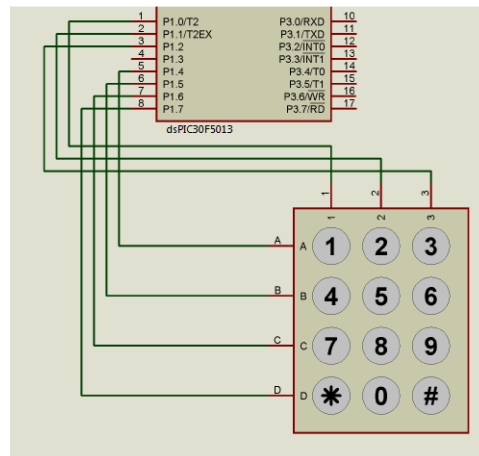 1 P1.0/T2 P3.0/RXD 10
2 P1.1/T2EX P3.1/TXD 11
3 P1.2 P3.2/INT0 12
4 P1.3 P3.3/INT1 13
5 P1.4 P3.4/T0 14
6 P1.5 P3.5/T1 15
7 P1.6 P3.6/WR 16
8 P1.7 P3.7/RD 17
dsPIC30F5013
1 2 3
1 2 3
A A 1 2 3
B B 4 5 6
C C 7 8 9
D D * 0 #